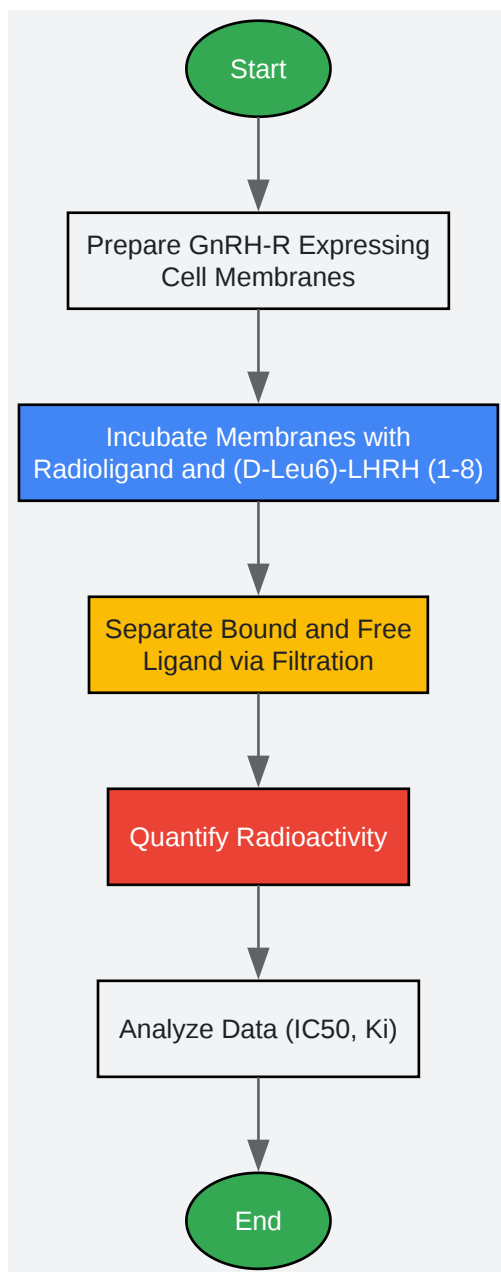 Start
Prepare GnRH-R Expressing
Cell Membranes
Incubate Membranes with
Radioligand and (D-Leu6)-LHRH (1-8)
Separate Bound and Free
Ligand via Filtration
Quantify Radioactivity
Analyze Data (IC50, Ki)
End